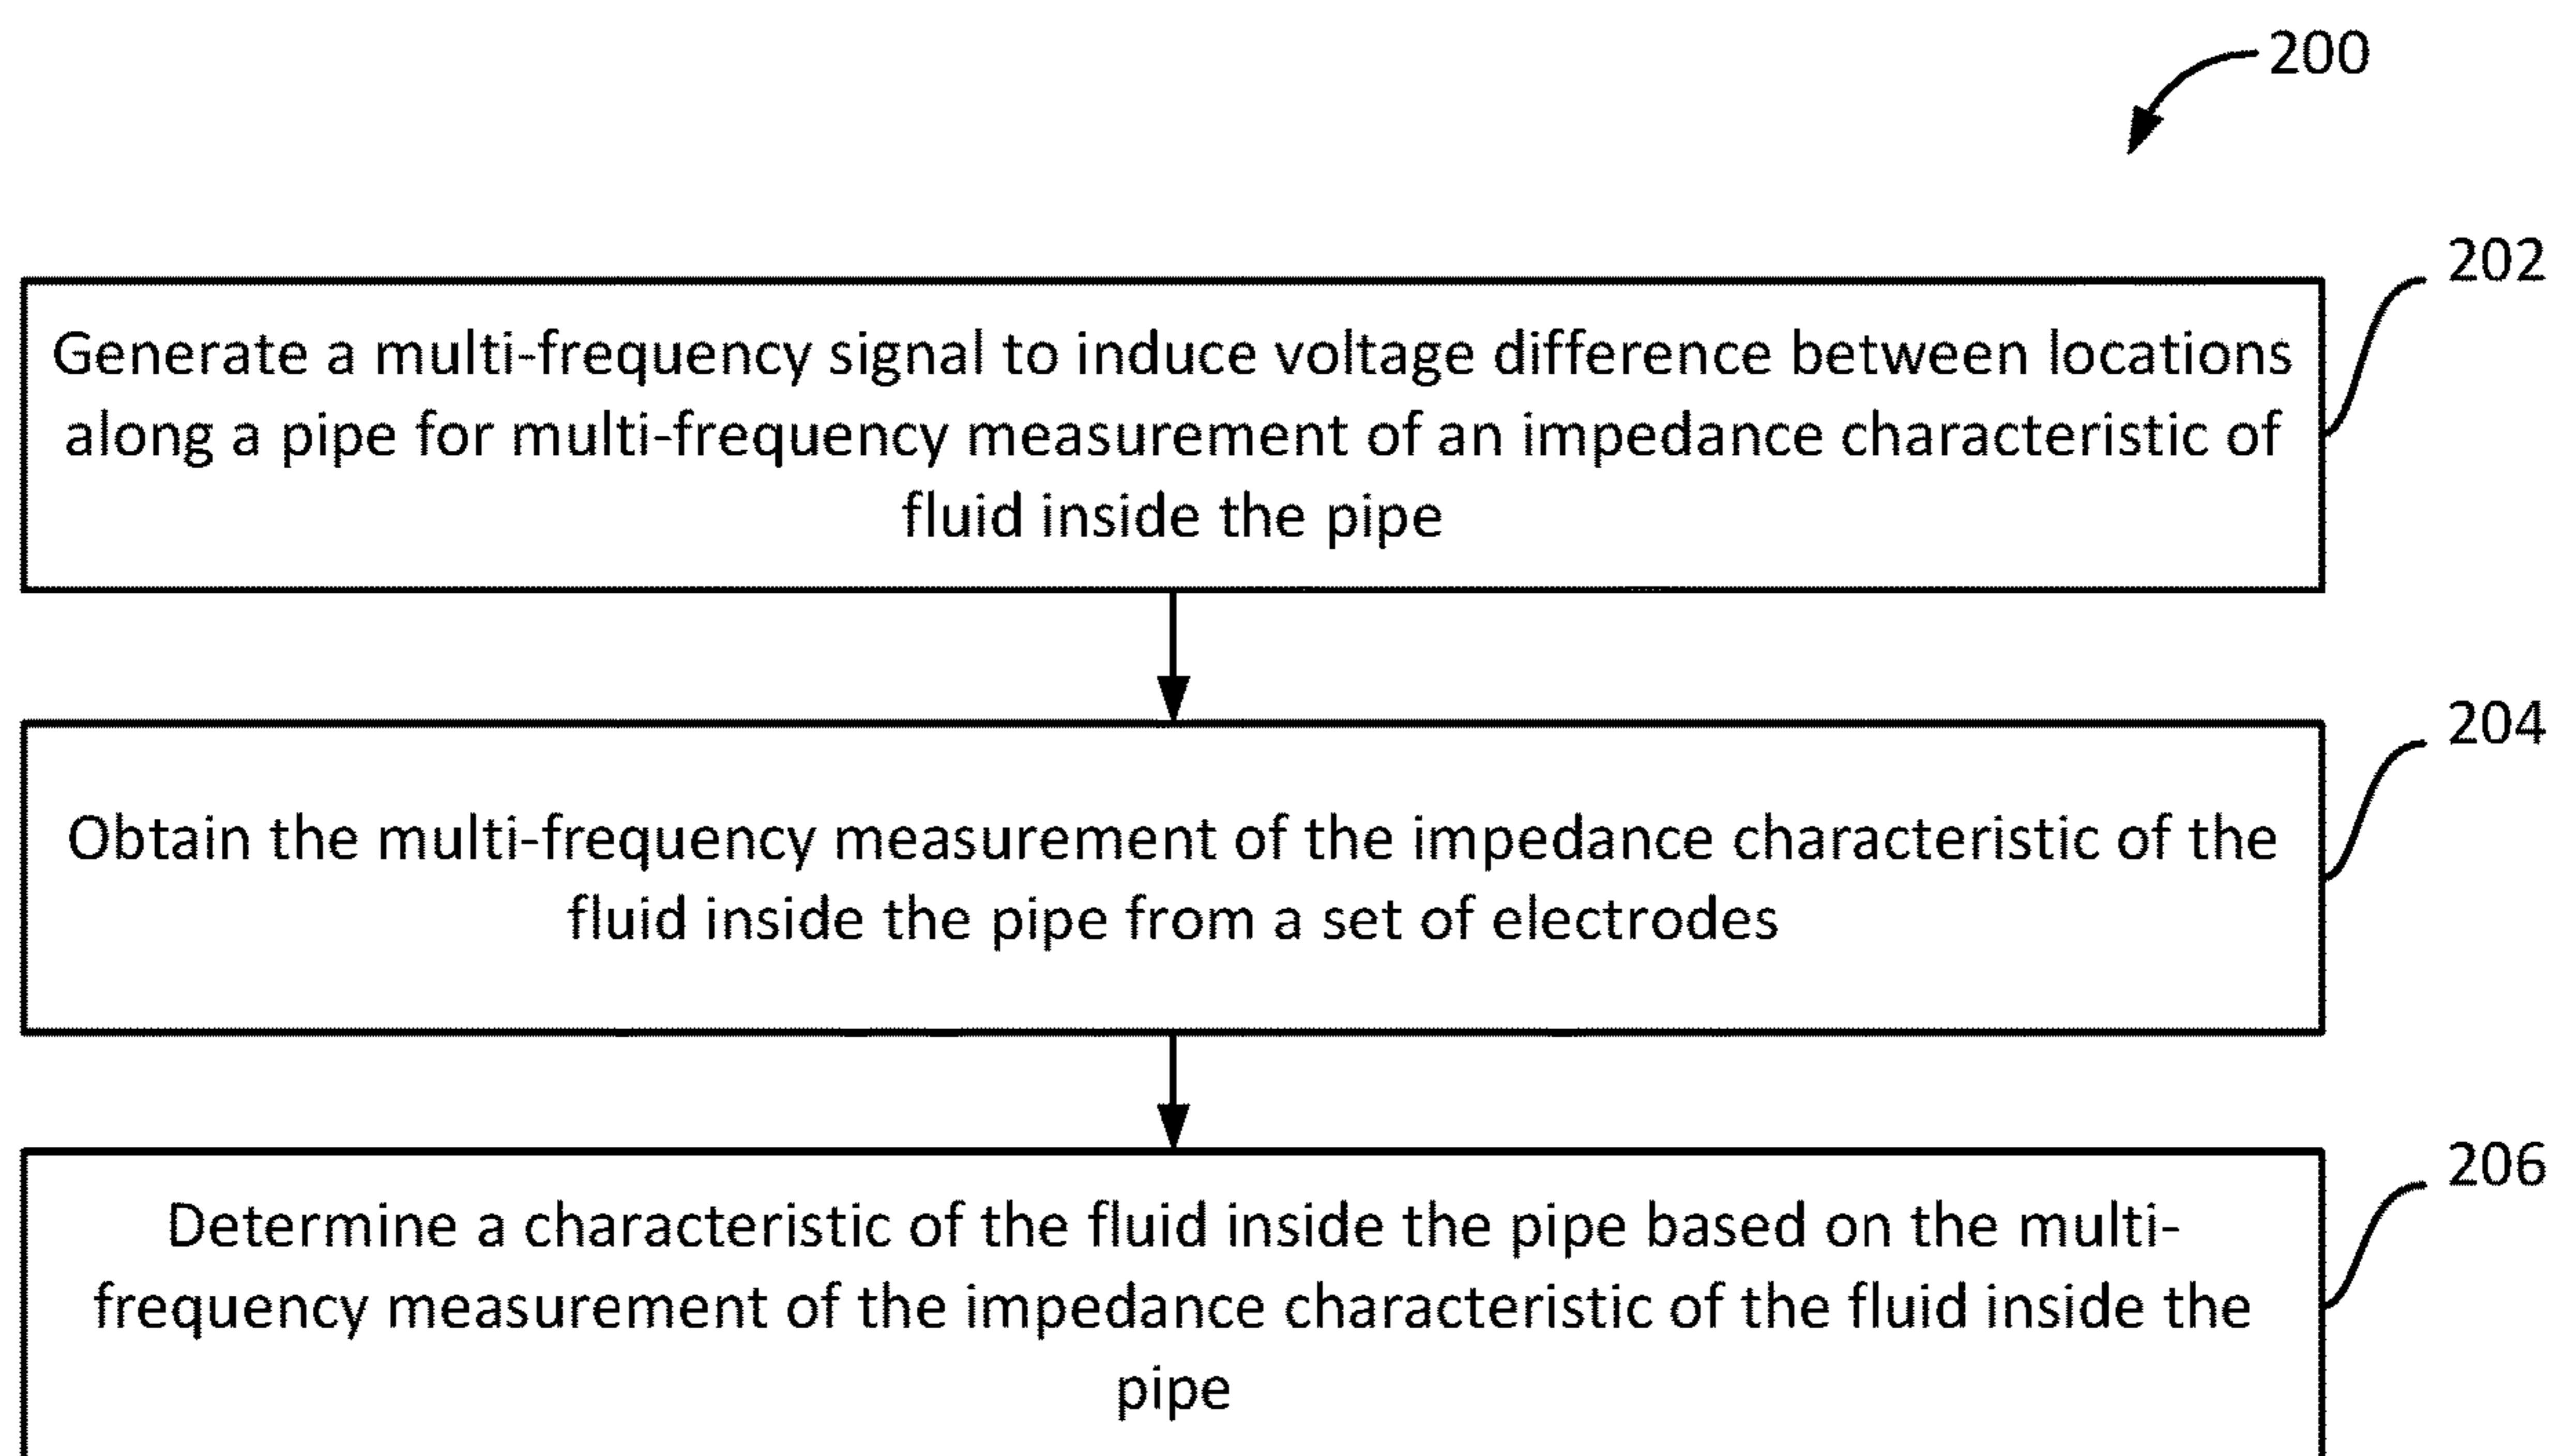 200
202
Generate a multi-frequency signal to induce voltage difference between locations
along a pipe for multi-frequency measurement of an impedance characteristic of
fluid inside the pipe
204
Obtain the multi-frequency measurement of the impedance characteristic of the
fluid inside the pipe from a set of electrodes
206
Determine a characteristic of the fluid inside the pipe based on the multi-
frequency measurement of the impedance characteristic of the fluid inside the
pipe